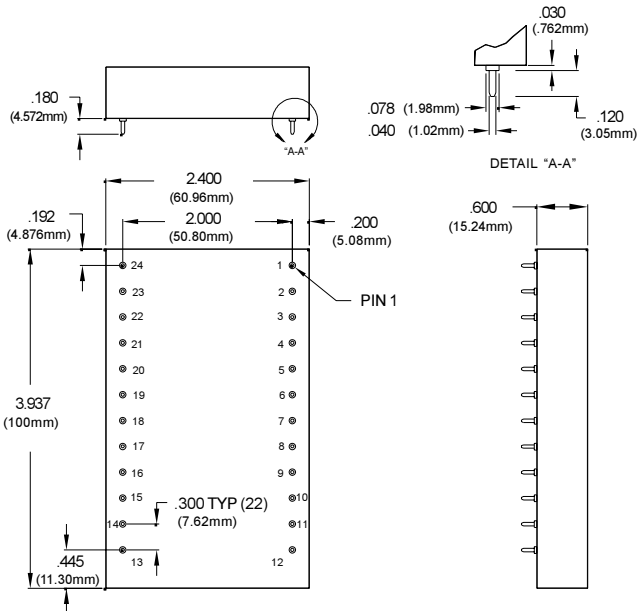 .030
(.762mm)
.180
(4.572mm)
"A-A"
.078 (1.98mm)
.040 (1.02mm)
.120
(3.05mm)
DETAIL "A-A"
2.400
(60.96mm)
.192
(4.876mm)
2.000
(50.80mm)
.200
(5.08mm)
.600
(15.24mm)
24
1
23
2
PIN 1
22
3
21
4
20
5
19
6
3.937
(100mm)
18
7
17
8
16
9
15
10
.300 TYP (22)
(7.62mm)
14
11
.445
(11.30mm)
13
12